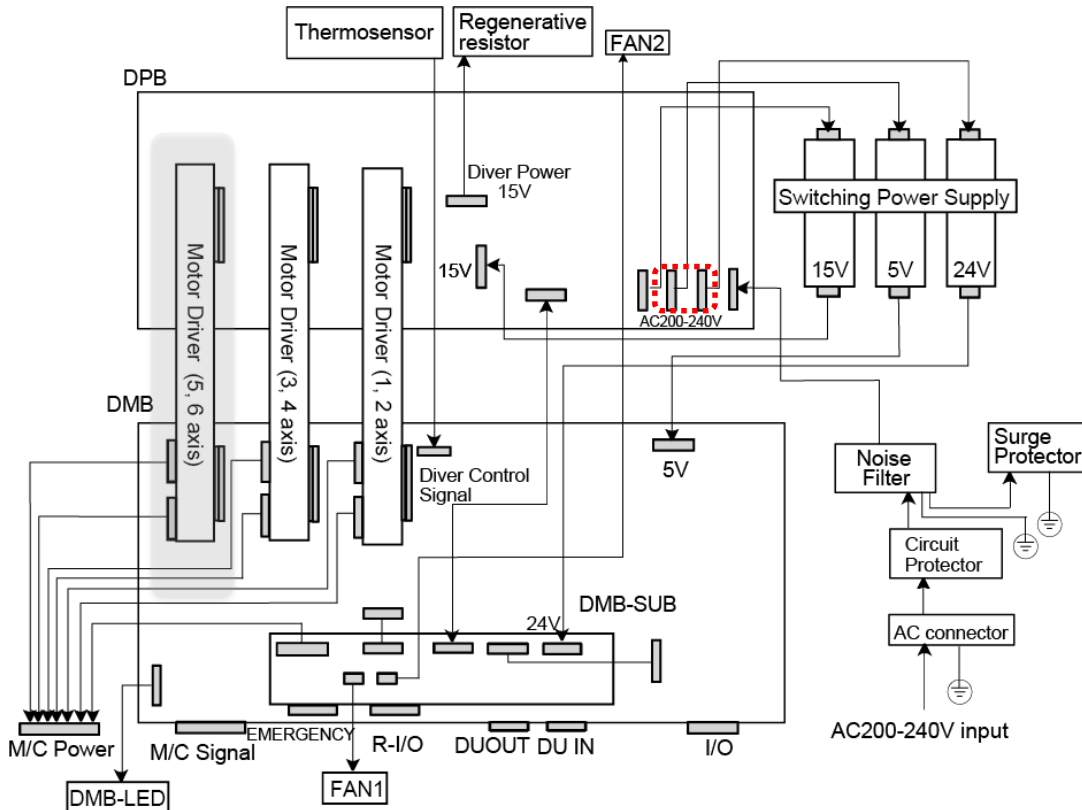 Thermosensor
Regenerative
resistor
FAN2
DPB
Diver Power
15V
15V
AC200-240V
Switching Power Supply
15V
5V
24V
Motor Driver (5, 6 axis)
Motor Driver (3, 4 axis)
Motor Driver (1, 2 axis)
DMB
Diver Control
Signal
5V
Noise
Filter
Surge
Protector
Circuit
Protector
AC connector
AC200-240V input
DMB-SUB
24V
M/C Power
M/C Signal
EMERGENCY
R-I/O
DUOUT
DU IN
I/O
DMB-LED
FAN1